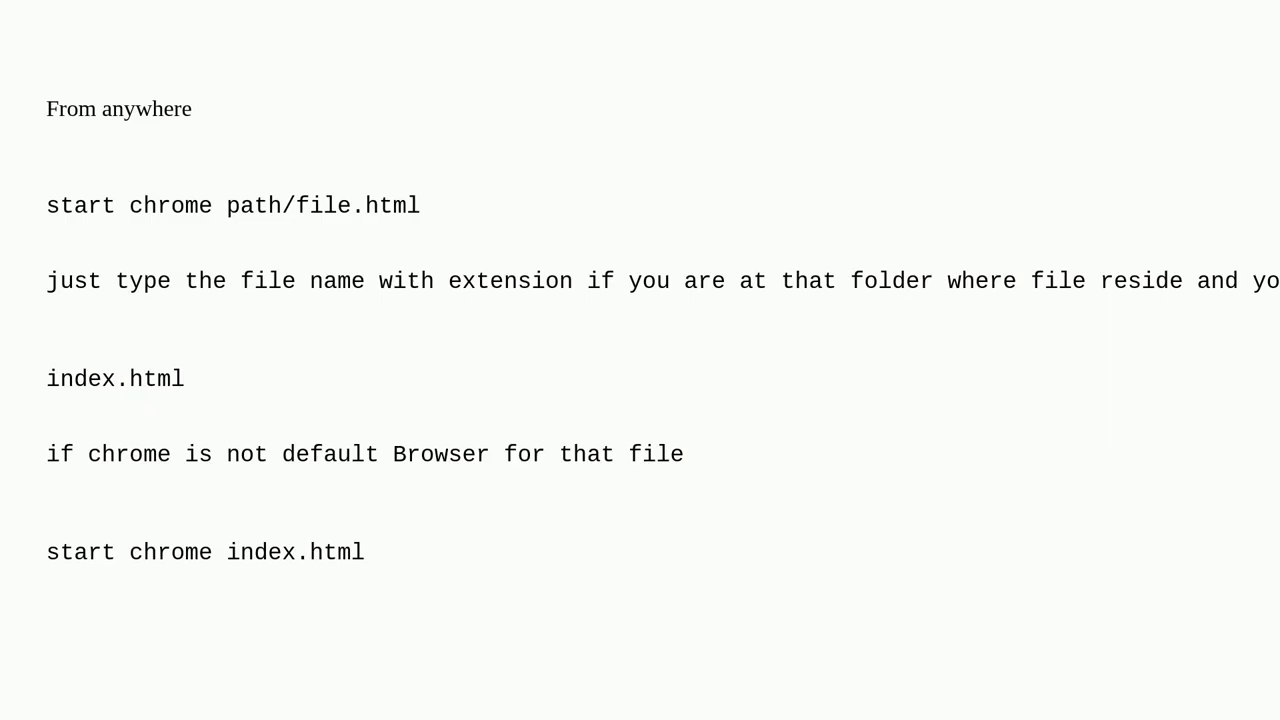 From anywhere
start chrome path/file.html
just type the file name with extension if you are at that folder where file reside and
index.html
if chrome is not default Browser for that file
start chrome index.html